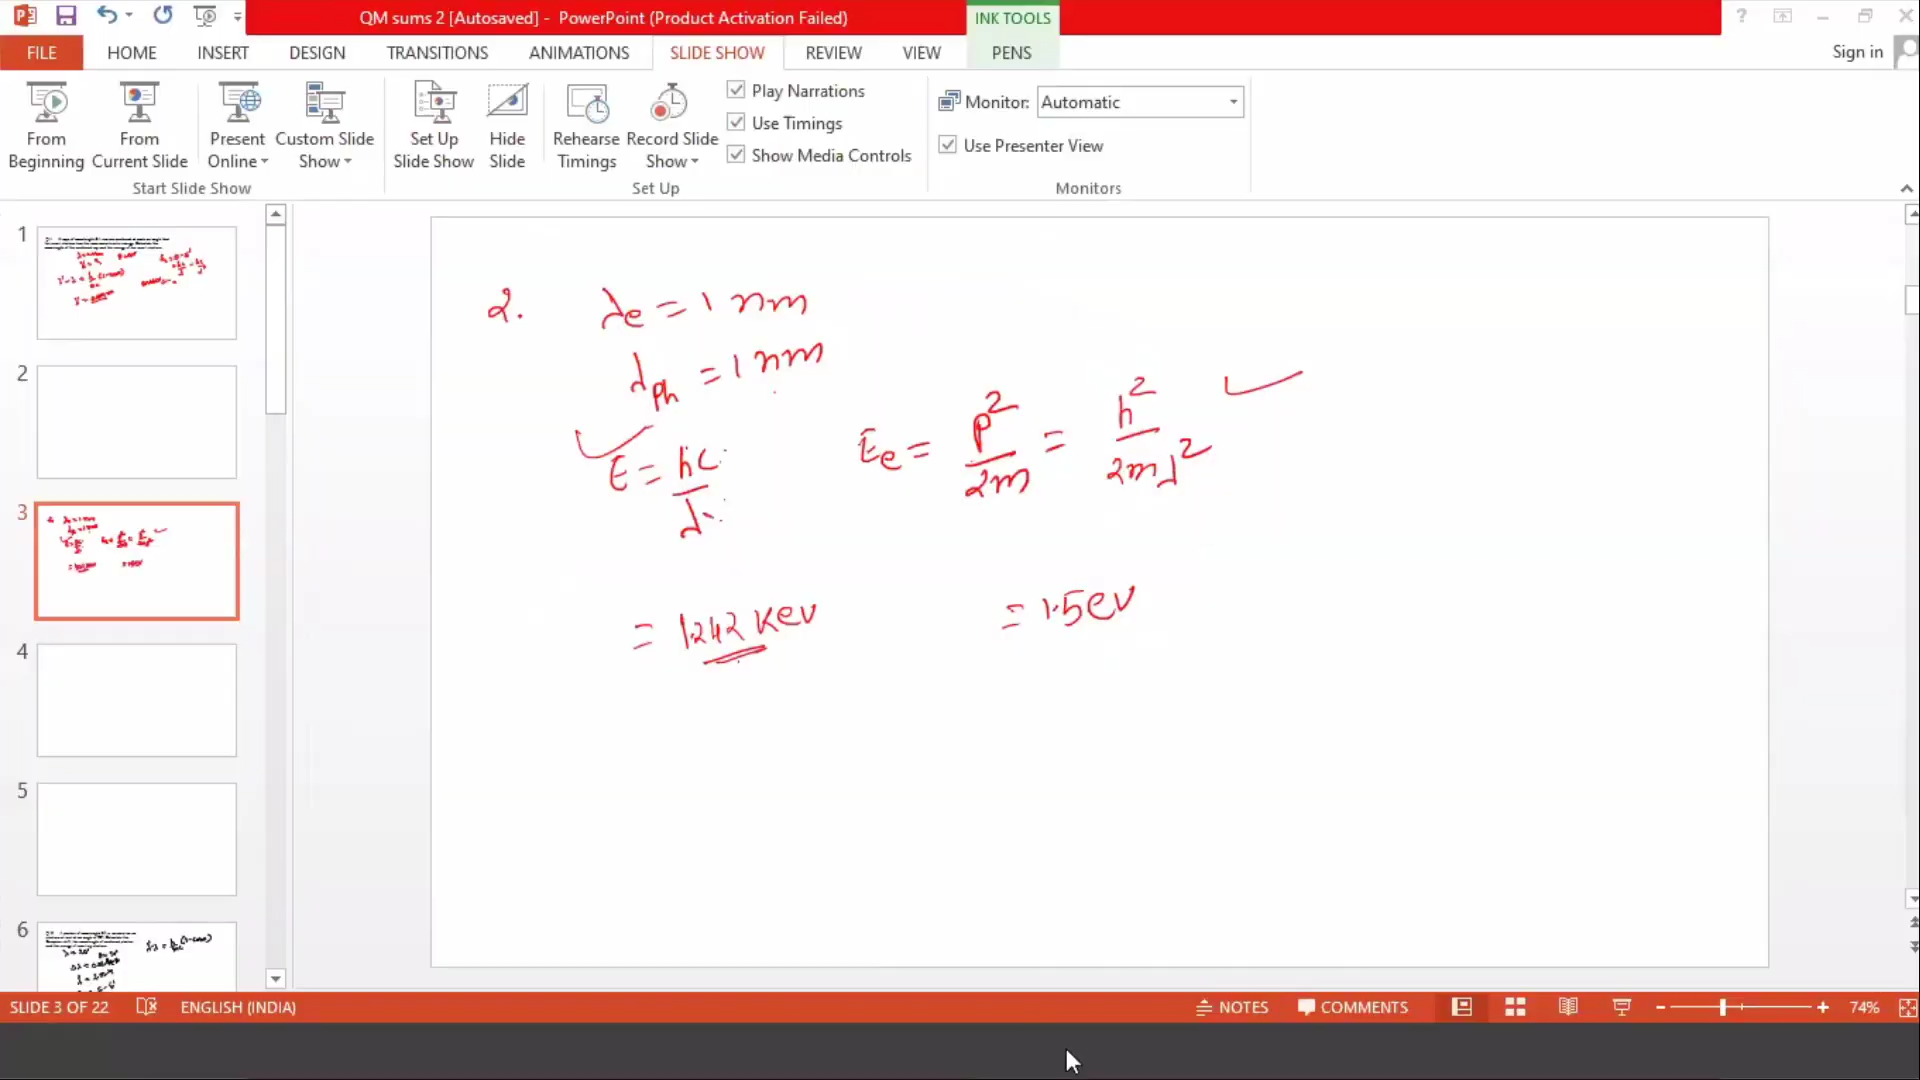 QM sums 2 [Autosaved] - PowerPoint (Product Activation Failed)
INK TOOLS
?
FILE HOME INSERT DESIGN TRANSITIONS ANIMATIONS SLIDE SHOW REVIEW VIEW PENS
Sign in
From Beginning
From Current Slide
Present Online
Custom Slide Show
Start Slide Show
Set Up Slide Show
Hide Slide
Rehearse Timings
Record Slide Show
Play Narrations
Use Timings
Show Media Controls
Set Up
Monitor: Automatic
Use Presenter View
Monitors
1
2
3
4
5
6
2. λe = 1 nm
λph = 1 nm
E = hc/λ
Ee = p²/2m = h²/2mλ²
= 1.242 KeV
= 1.5 eV
SLIDE 3 OF 22
ENGLISH (INDIA)
NOTES
COMMENTS
74%